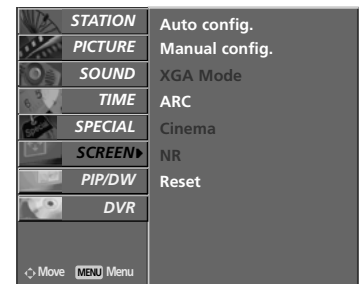 STATION
PICTURE
SOUND
TIME
SPECIAL
SCREEN
PIP/DW
DVR
Move MENU Menu
Auto config.
Manual config.
XGA Mode
ARC
Cinema
NR
Reset